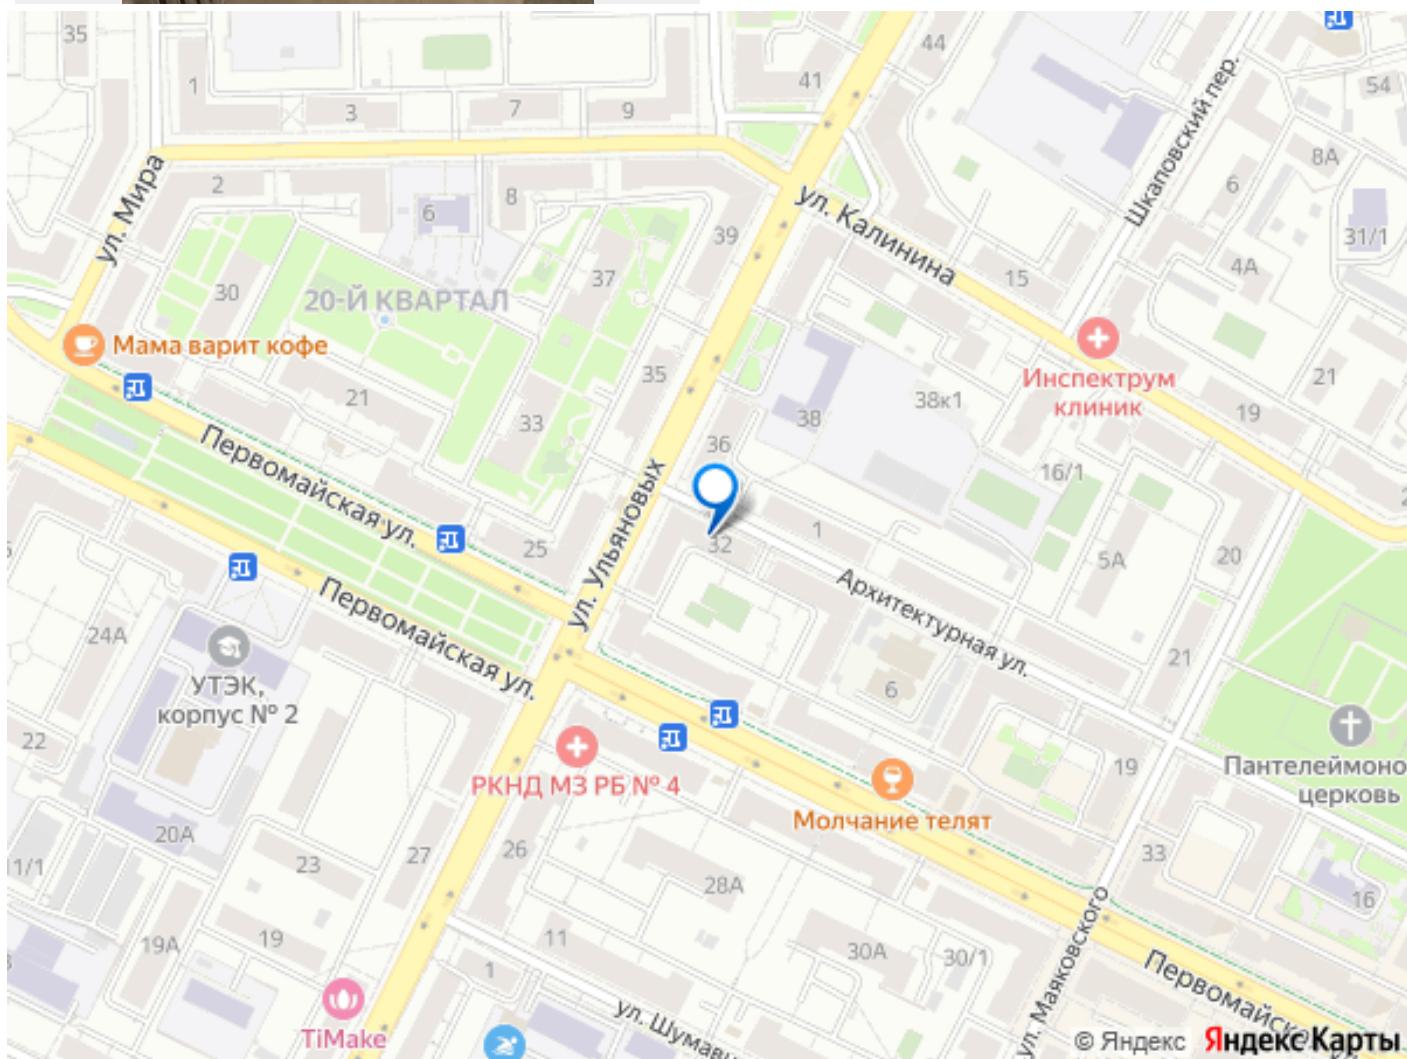 35
1
3
7
9
41
44
54
8А
6
31/1
4А
Шкаповский пер.
ул. Мира
2
6
8
39
ул. Калинина
15
30
20-Й КВАРТАЛ
37
Мама варит кофе
21
33
35
38
38к1
Инспектрум
клиник
19
21
36
16/1
Первомайская ул.
25
ул. Ульяновых
32
1
5А
20
Архитектурная ул.
Первомайская ул.
24А
УТЭК,
корпус № 2
22
6
21
19
Пантелеймоно
церковь
РКНД МЗ РБ № 4
Молчание телят
20А
23
27
26
28А
33
16
11/1
19А
19
11
1
30А
30/1
ул. Маяковского
Первомайск
TiMake
ул. Шумавц
© Яндекс Яндекс Карты